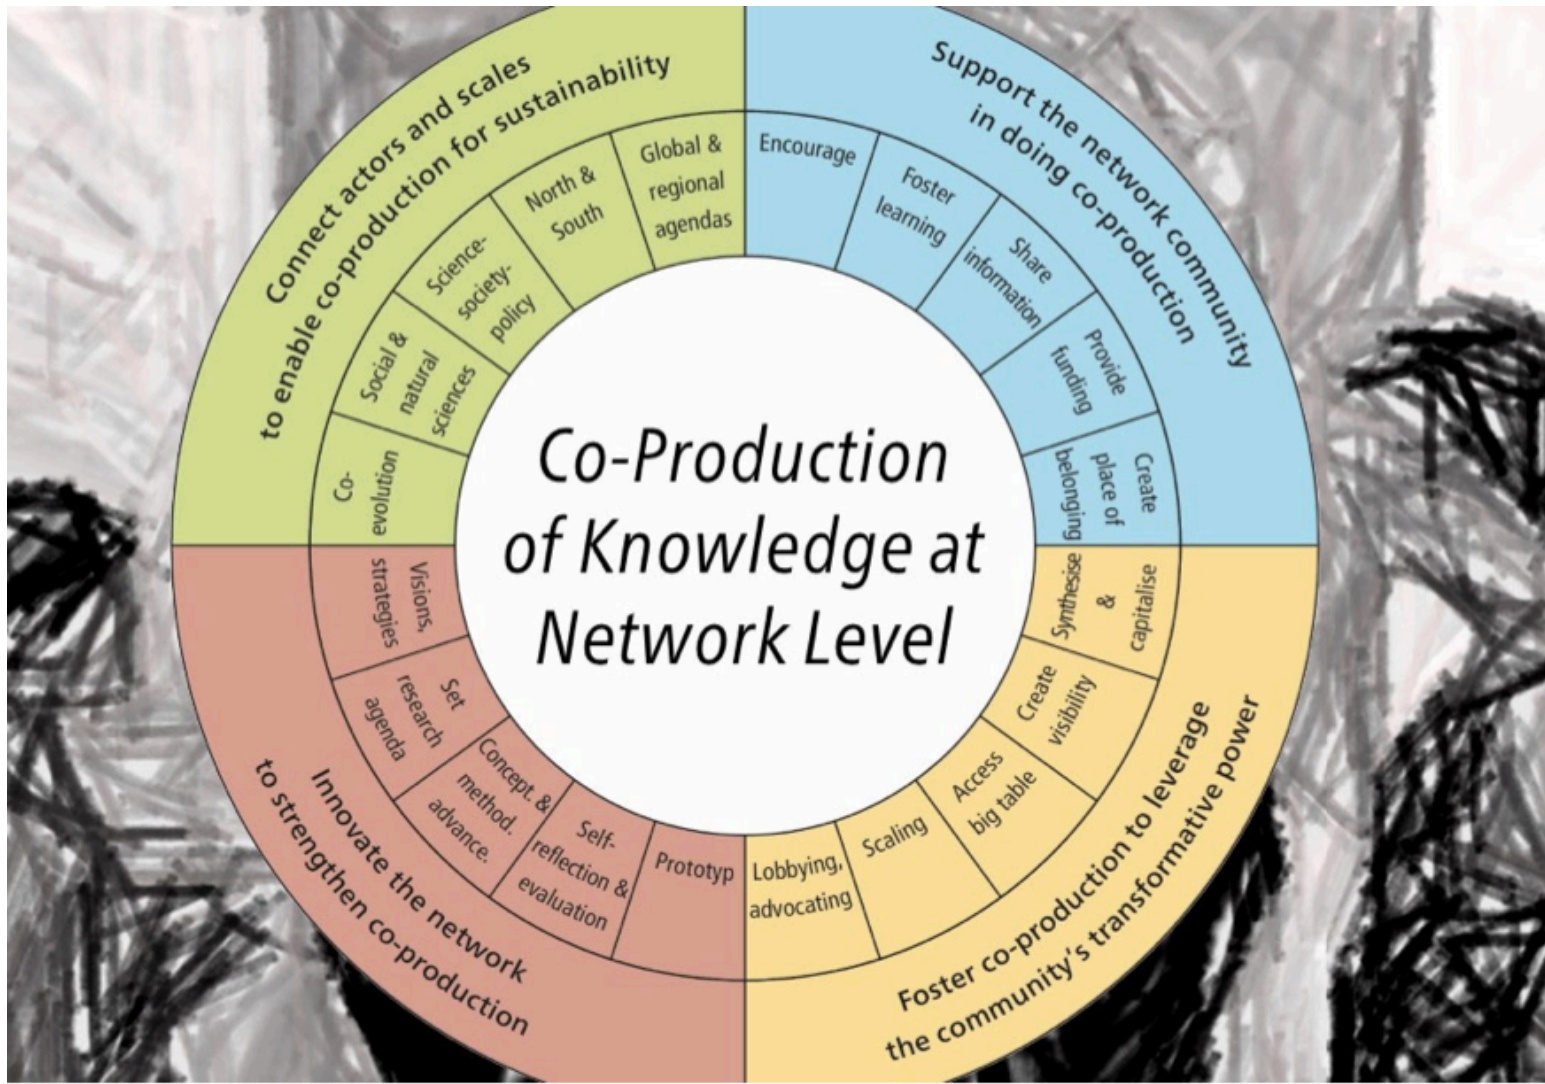 Connect actors and scales
to enable co-production for sustainability
Support the network community
in doing co-production
Global &
regional
agendas
North &
South
Science-
society-
policy
Social &
natural
sciences
Co-
evolution
Encourage
Foster
learning
Share
information
Provide
funding
Create
place of
belonging
Co-Production
of Knowledge at
Network Level
Visions,
strategies
Set
research
agenda
Concept. &
method.
advance.
Self-
reflection &
evaluation
Prototyp
Synthesise
&
capitalise
Create
visibility
Access
big table
Scaling
Lobbying,
advocating
Innovate the network
to strengthen co-production
Foster co-production to leverage
the community's transformative power